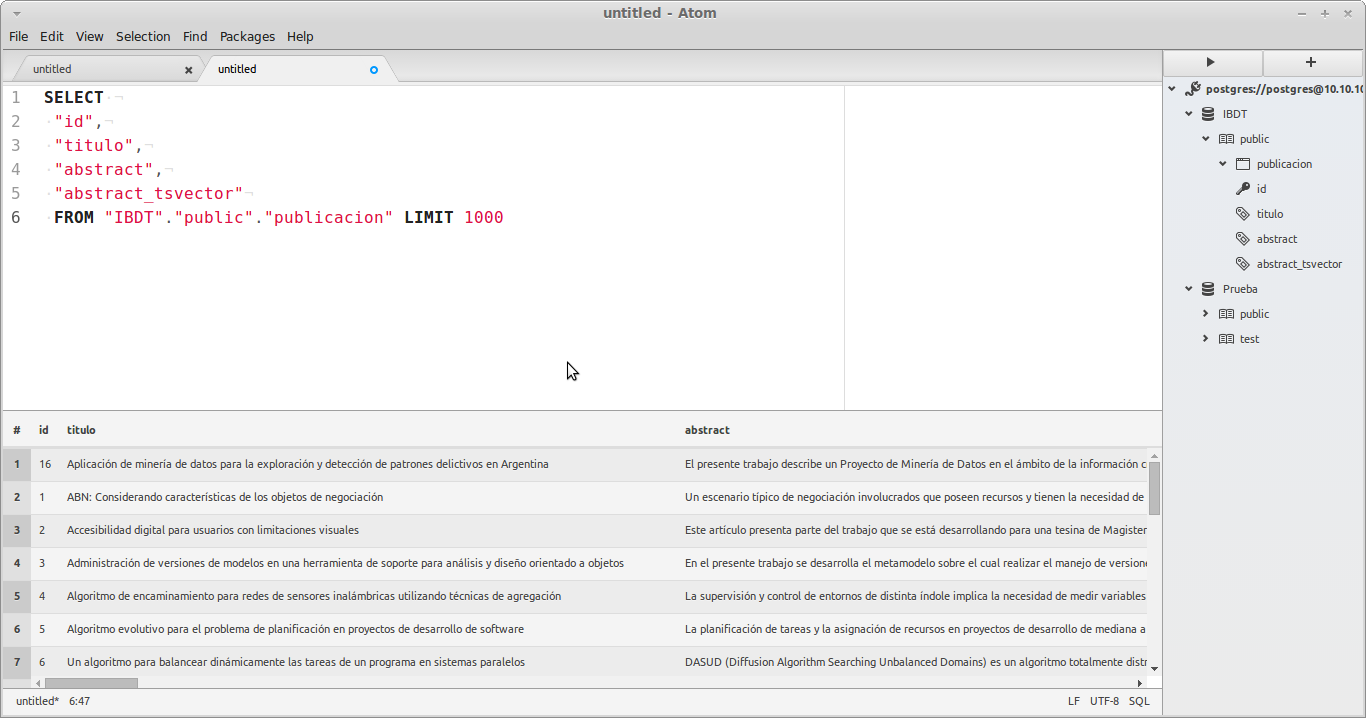 untitled - Atom
File Edit View Selection Find Packages Help
untitled untitled
1 SELECT
2 "id",
3 "titulo",
4 "abstract",
5 "abstract_tsvector"
6 FROM "IBDT"."public"."publicacion" LIMIT 1000
postgres://postgres@10.10.10
IBDT
public
publicacion
id
titulo
abstract
abstract_tsvector
Prueba
public
test
# id titulo abstract
1 16 Aplicación de minería de datos para la exploración y detección de patrones delictivos en Argentina El presente trabajo describe un Proyecto de Minería de Datos en el ámbito de la información c
2 1 ABN: Considerando características de los objetos de negociación Un escenario típico de negociación involucrados que poseen recursos y tienen la necesidad de
3 2 Accesibilidad digital para usuarios con limitaciones visuales Este artículo presenta parte del trabajo que se está desarrollando para una tesina de Magister
4 3 Administración de versiones de modelos en una herramienta de soporte para análisis y diseño orientado a objetos En el presente trabajo se desarrolla el metamodelo sobre el cual realizar el manejo de versione
5 4 Algoritmo de encaminamiento para redes de sensores inalámbricas utilizando técnicas de agregación La supervisión y control de entornos de distinta índole implica la necesidad de medir variables
6 5 Algoritmo evolutivo para el problema de planificación en proyectos de desarrollo de software La planificación de tareas y la asignación de recursos en proyectos de desarrollo de mediana a
7 6 Un algoritmo para balancear dinámicamente las tareas de un programa en sistemas paralelos DASUD (Diffusion Algorithm Searching Unbalanced Domains) es un algoritmo totalmente distr
untitled* 6:47 LF UTF-8 SQL